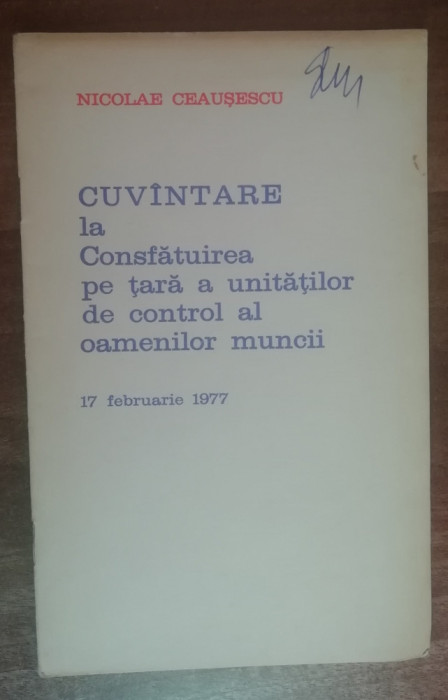 NICOLAE CEAUŞESCU
CUVÎNTARE
la
Consfătuirea
pe ţară a unităţilor
de control al
oamenilor muncii
17 februarie 1977